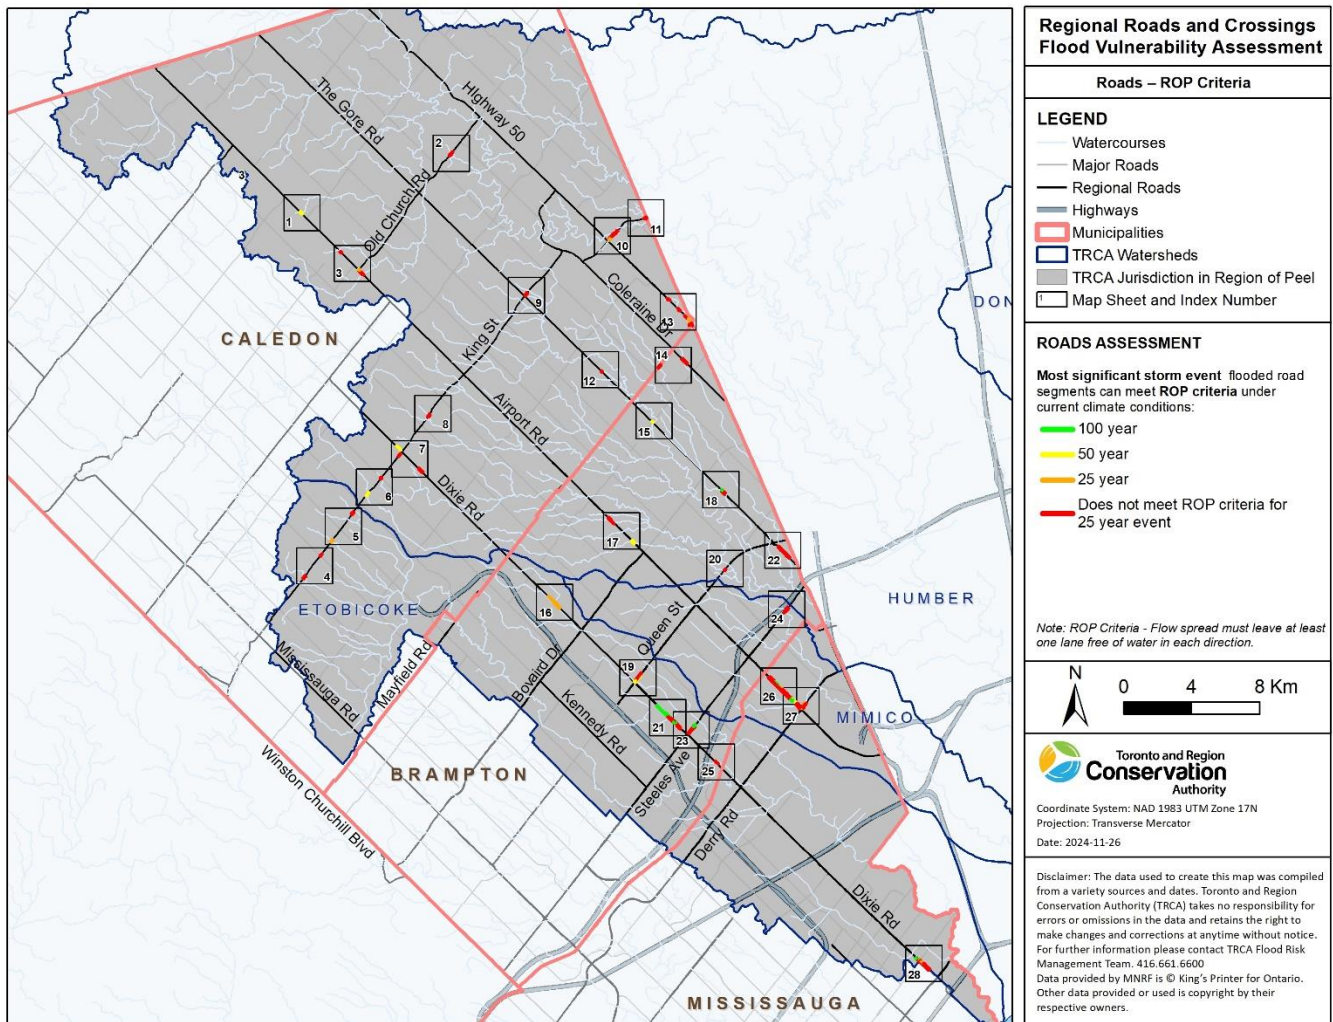 Regional Roads and Crossings
Flood Vulnerability Assessment
Roads – ROP Criteria
LEGEND
Watercourses
Major Roads
Regional Roads
Highways
Municipalities
TRCA Watersheds
TRCA Jurisdiction in Region of Peel
1
Map Sheet and Index Number
ROADS ASSESSMENT
Most significant storm event flooded road
segments can meet ROP criteria under
current climate conditions:
100 year
50 year
25 year
Does not meet ROP criteria for
25 year event
Note: ROP Criteria - Flow spread must leave at least
one lane free of water in each direction.
N
0 4 8 Km
Toronto and Region
Conservation
Authority
Coordinate System: NAD 1983 UTM Zone 17N
Projection: Transverse Mercator
Date: 2024-11-26
Disclaimer: The data used to create this map was compiled
from a variety sources and dates. Toronto and Region
Conservation Authority (TRCA) takes no responsibility for
errors or omissions in the data and retains the right to
make changes and corrections at anytime without notice.
For further information please contact TRCA Flood Risk
Management Team. 416.661.6600
Data provided by MNRF is © King's Printer for Ontario.
Other data provided or used is copyright by their
respective owners.
The Gore Rd
HIghway 50
2
3
Old Church Rd
1
3
10
11
9
Coleraine Dr
13
DON
CALEDON
King St
14
12
8
Airport Rd
15
7
Dixie Rd
6
18
5
17
20
22
4
ETOBICOKE
16
24
HUMBER
Queen St
Mississauga Rd
Mayfield Rd
Bovaird Dr
19
26
Kennedy Rd
21
27
MIMICO
23
BRAMPTON
Winston Churchill Blvd
Steeles Ave
25
Derry Rd
Dixie Rd
28
MISSISSAUGA